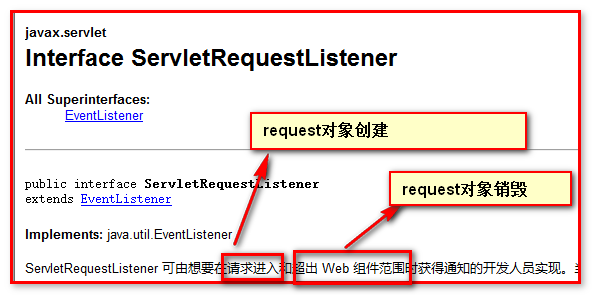 javax.servlet
Interface ServletRequestListener
All Superinterfaces:
EventListener
request对象创建
public interface ServletRequestListener
extends EventListener
request对象销毁
Implements: java.util.EventListener
ServletRequestListener 可由想要在请求进入和超出 Web 组件范围时获得通知的开发人员实现。